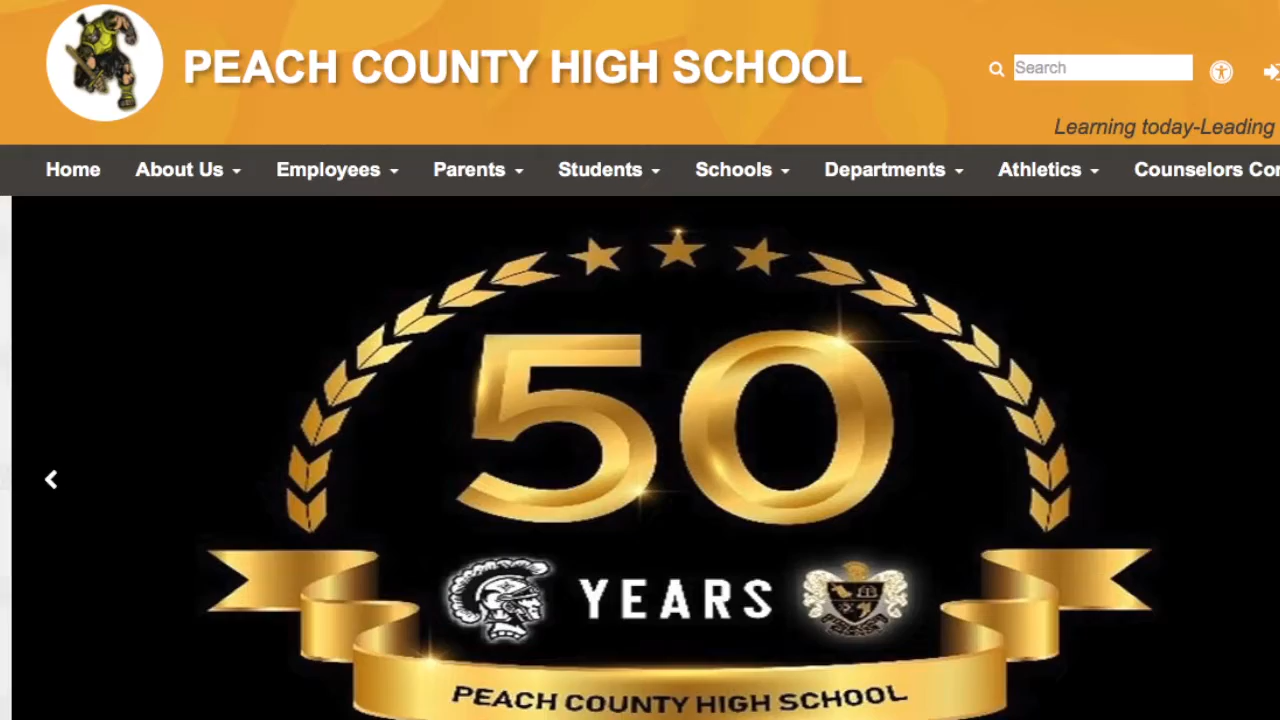 PEACH COUNTY HIGH SCHOOL
Search
Learning today-Leading
Home About Us Employees Parents Students Schools Departments Athletics Counselors
50
YEARS
PEACH COUNTY HIGH SCHOOL